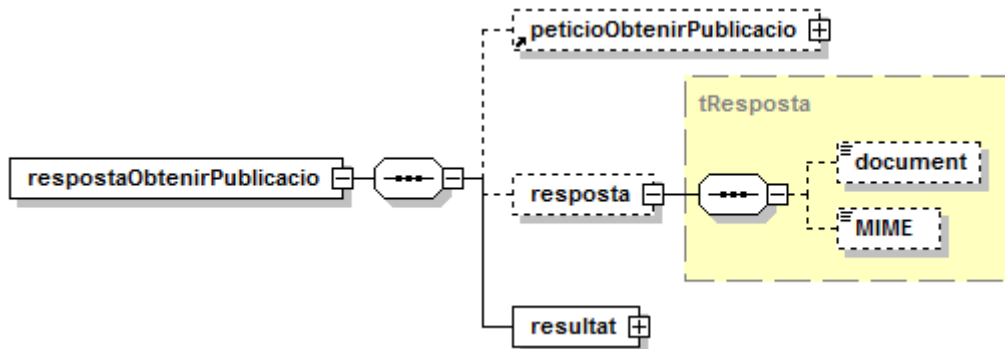 peticioObtenirPublicacio
tResposta
respostaObtenirPublicacio
resposta
document
MIME
resultat